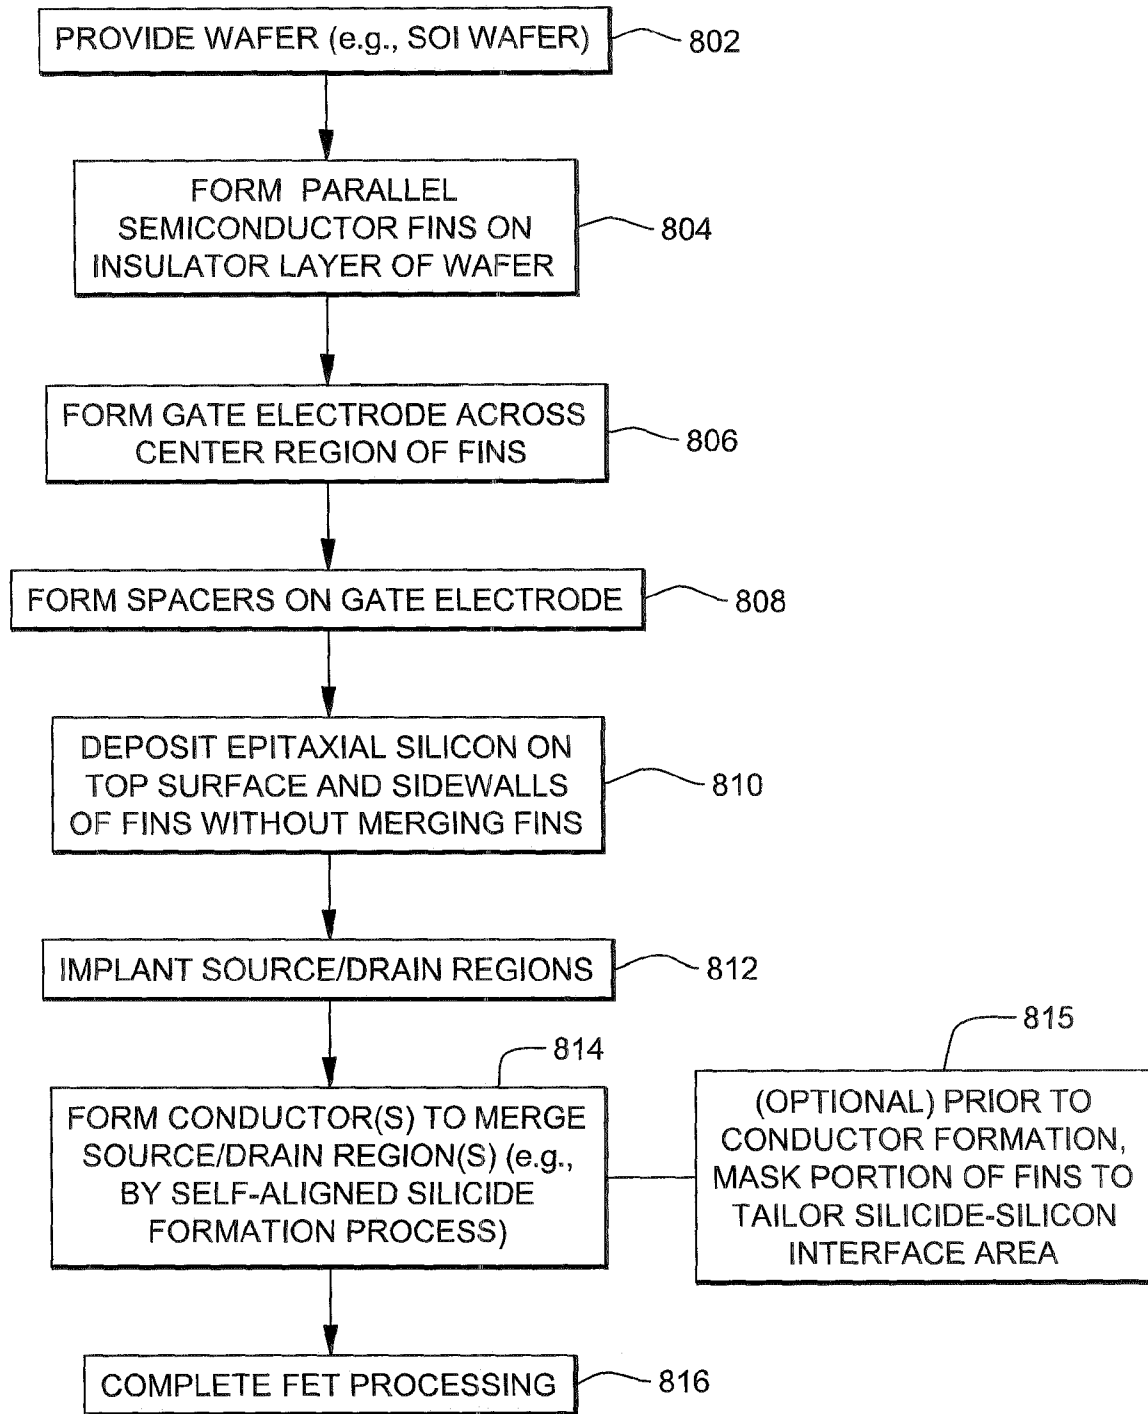 PROVIDE WAFER (e.g., SOI WAFER)
802
FORM PARALLEL
SEMICONDUCTOR FINS ON
INSULATOR LAYER OF WAFER
804
FORM GATE ELECTRODE ACROSS
CENTER REGION OF FINS
806
FORM SPACERS ON GATE ELECTRODE
808
DEPOSIT EPITAXIAL SILICON ON
TOP SURFACE AND SIDEWALLS
OF FINS WITHOUT MERGING FINS
810
IMPLANT SOURCE/DRAIN REGIONS
812
814
FORM CONDUCTOR(S) TO MERGE
SOURCE/DRAIN REGION(S) (e.g.,
BY SELF-ALIGNED SILICIDE
FORMATION PROCESS)
815
(OPTIONAL) PRIOR TO
CONDUCTOR FORMATION,
MASK PORTION OF FINS TO
TAILOR SILICIDE-SILICON
INTERFACE AREA
COMPLETE FET PROCESSING
816